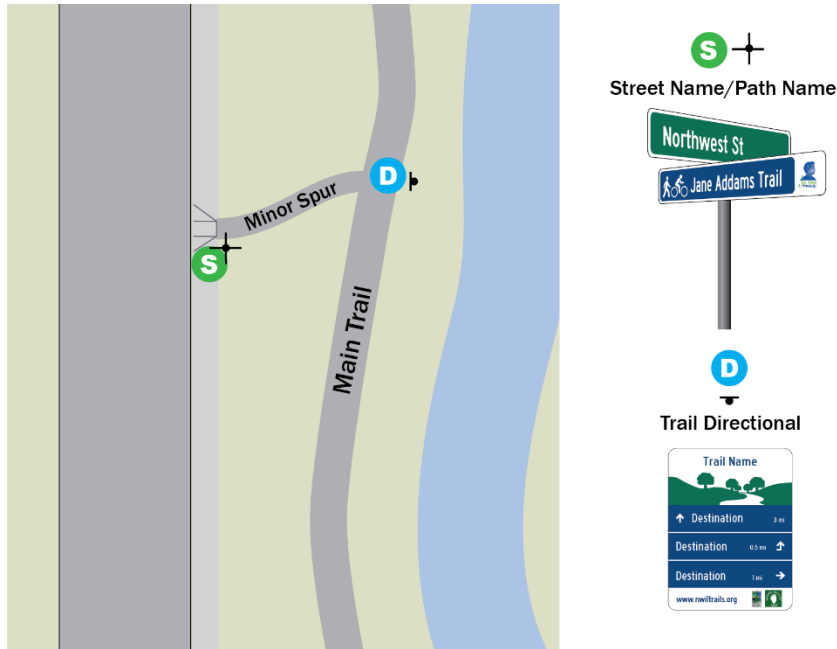 Minor Spur
D
S
Main Trail
S
Street Name/Path Name
Northwest St
Jane Addams Trail
D
Trail Directional
Trail Name
Destination 3 mi
Destination 0.5 mi
Destination 1 mi
www.nwiltrails.org